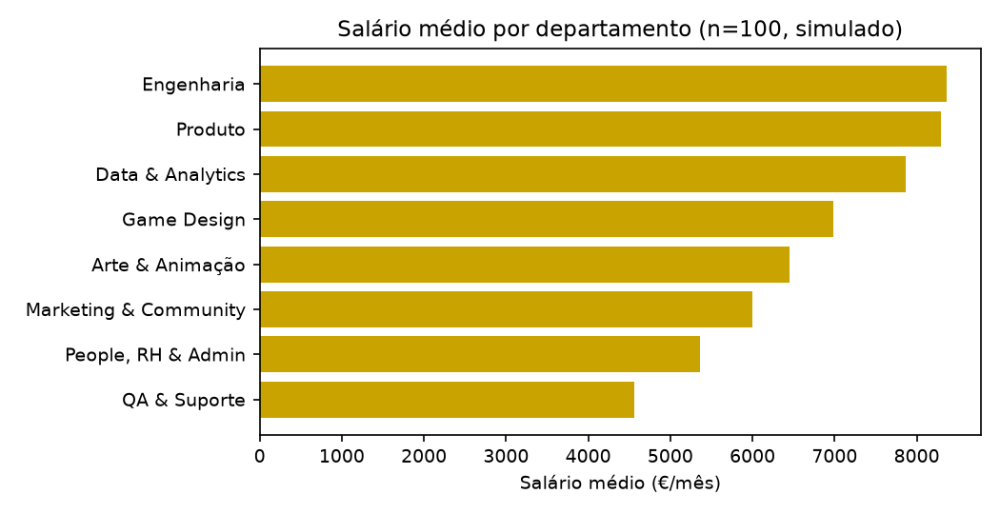 Salário médio por departamento (n=100, simulado)
Engenharia
Produto
Data & Analytics
Game Design
Arte & Animação
Marketing & Community
People, RH & Admin
QA & Suporte
0 1000 2000 3000 4000 5000 6000 7000 8000
Salário médio (€/mês)